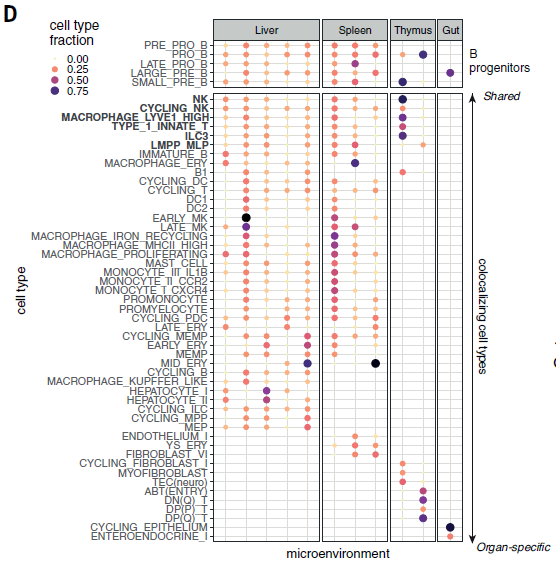 D
cell type
fraction
0.00
0.25
0.50
0.75
Liver
Spleen
Thymus
Gut
PRE_PRO_B
PRO_B
LATE_PRO_B
LARGE_PRE_B
SMALL_PRE_B
B
progenitors
Shared
NK
CYCLING_NK
MACROPHAGE_LYVE1_HIGH
TYPE_1_INNATE_T
ILC3
LMPP_MLP
IMMATURE_B
MACROPHAGE_ERY
B1
CYCLING_DC
CYCLING_T
DC1
DC2
EARLY_MK
LATE_MK
MACROPHAGE_IRON_RECYCLING
MACROPHAGE_MHCII_HIGH
MACROPHAGE_PROLIFERATING
MAST_CELL
MONOCYTE_III_IL1B
MONOCYTE_II_CCR2
MONOCYTE_I_CXCR4
PROMONOCYTE
PROMYELOCYTE
CYCLING_PDC
LATE_ERY
CYCLING_MEMP
EARLY_ERY
MEMP
MID_ERY
CYCLING_B
MACROPHAGE_KUPFFER_LIKE
HEPATOCYTE_I
HEPATOCYTE_II
CYCLING_ILC
CYCLING_MPP
MEP
ENDOTHELIUM_I
YS_ERY
FIBROBLAST_VI
CYCLING_FIBROBLAST_I
MYOFIBROBLAST
TEC(neuro)
ABT(ENTRY)
DN(Q)_T
DP(P)_T
DP(Q)_T
CYCLING_EPITHELIUM
ENTEROENDOCRINE_I
cell type
colocalizing cell types
Organ-specific
microenvironment